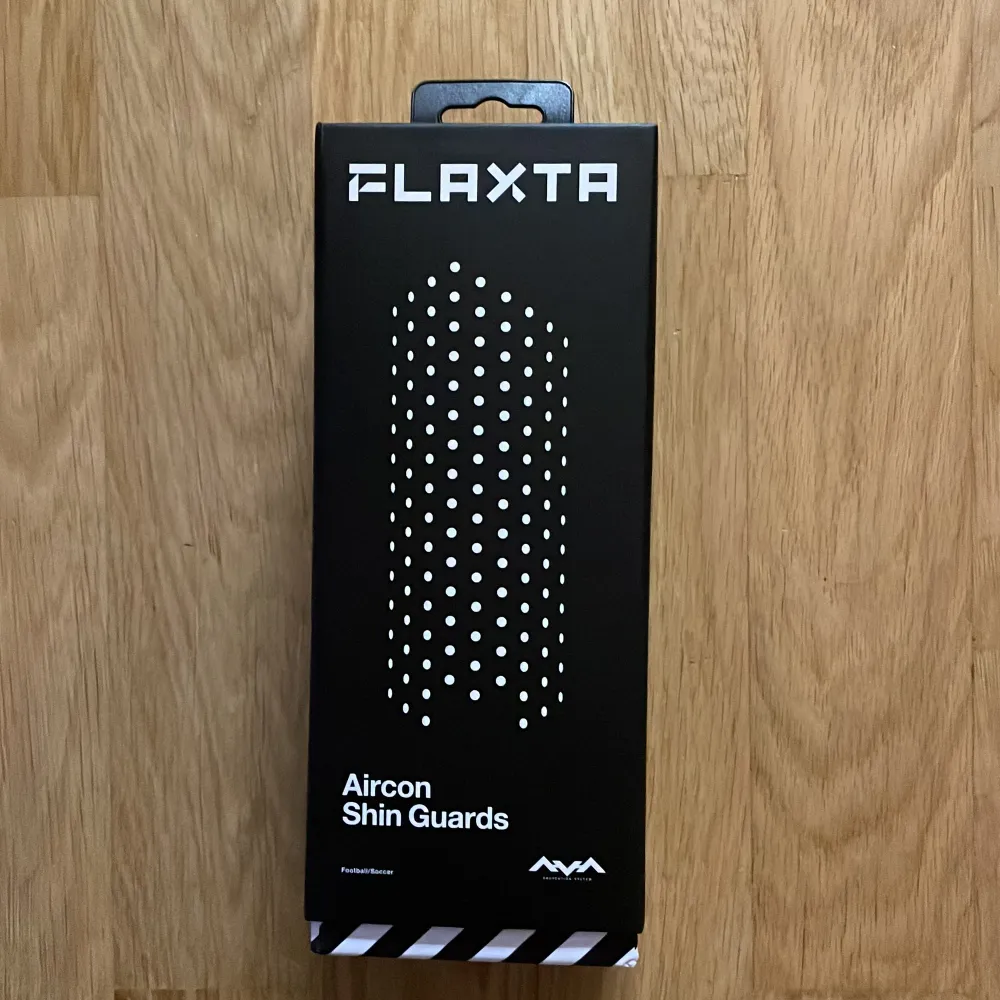 FLAXTA
Aircon
Shin Guards
Football/Soccer